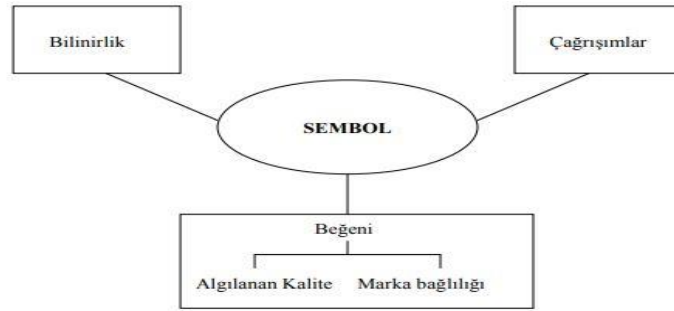 Bilinirlik
Çağrışımlar
SEMBOL
Beğeni
Algılanan Kalite Marka bağlılığı